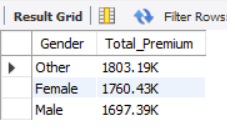 Result Grid Filter Rows:
Gender Total_Premium
Other 1803.19K
Female 1760.43K
Male 1697.39K